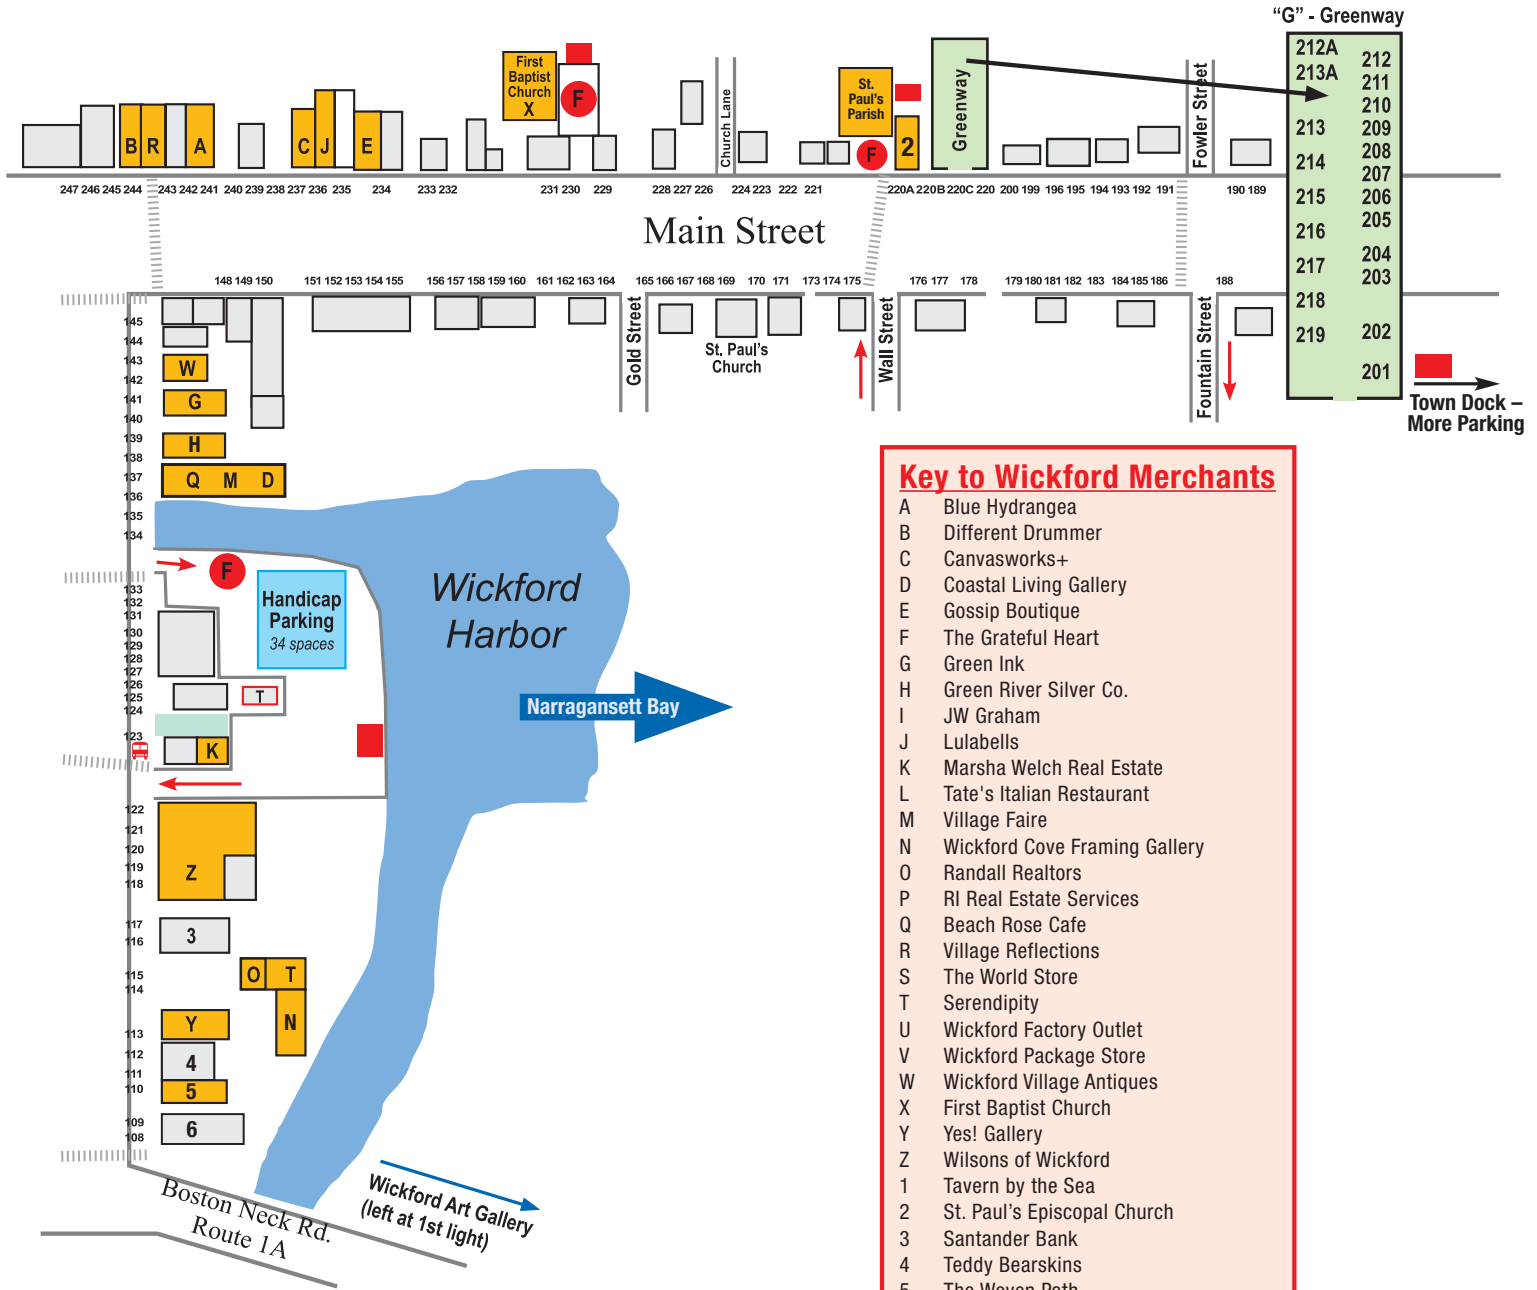 “G” - Greenway
212A
213A
213
214
215
216
217
218
219
212
211
210
209
208
207
206
205
204
203
202
201
Town Dock –
More Parking
First
Baptist
Church
X
F
Church Lane
St.
Paul's
Parish
F
2
Greenway
Fowler Street
B R A C J E
247 246 245 244 243 242 241 240 239 238 237 236 235 234 233 232 231 230 229 228 227 226 224 223 222 221 220A 220B 220C 220 200 199 196 195 194 193 192 191 190 189
Main Street
148 149 150 151 152 153 154 155 156 157 158 159 160 161 162 163 164 165 166 167 168 169 170 171 173 174 175 176 177 178 179 180 181 182 183 184 185 186 188
Gold Street
St. Paul's
Church
Wall Street
Fountain Street
145
144
143
W
142
141
G
140
139
H
138
137
Q M D
136
135
134
F
133
132
131
130
129
128
127
126
125
T
124
123
K
122
121
120
119
Z
118
117
3
116
115
O T
114
N
Y
113
112
4
111
110
5
109
6
108
Handicap
Parking
34 spaces
Wickford
Harbor
Narragansett Bay
Wickford Art Gallery
(left at 1st light)
Boston Neck Rd.
Route 1A
Key to Wickford Merchants
A Blue Hydrangea
B Different Drummer
C Canvasworks+
D Coastal Living Gallery
E Gossip Boutique
F The Grateful Heart
G Green Ink
H Green River Silver Co.
I JW Graham
J Lulabells
K Marsha Welch Real Estate
L Tate's Italian Restaurant
M Village Faire
N Wickford Cove Framing Gallery
O Randall Realtors
P RI Real Estate Services
Q Beach Rose Cafe
R Village Reflections
S The World Store
T Serendipity
U Wickford Factory Outlet
V Wickford Package Store
W Wickford Village Antiques
X First Baptist Church
Y Yes! Gallery
Z Wilsons of Wickford
1 Tavern by the Sea
2 St. Paul's Episcopal Church
3 Santander Bank
4 Teddy Bearskins
5 The Woven Path